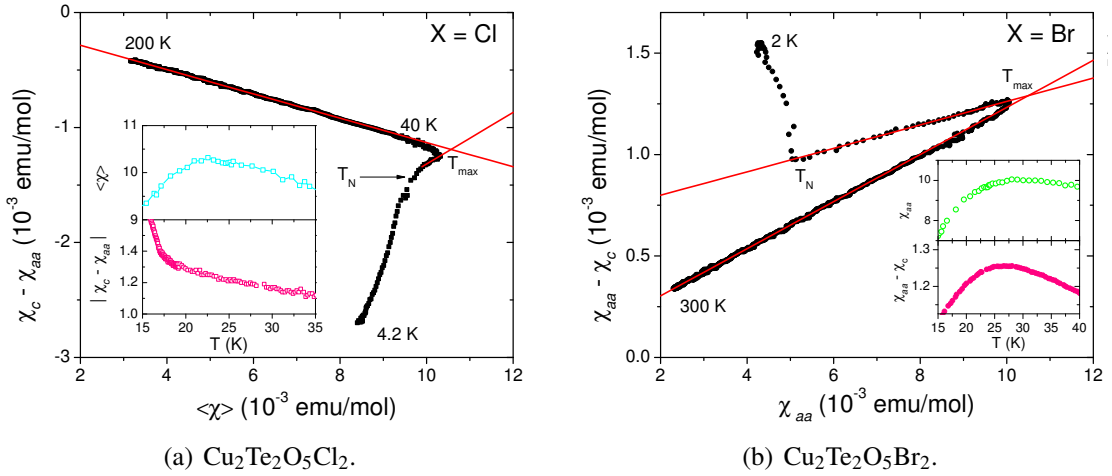 X = Cl
200 K
40 K
T_N
T_max
4.2 K
0
-1
-2
-3
χ_c - χ_aa (10⁻³ emu/mol)
2 4 6 8 10 12
<χ> (10⁻³ emu/mol)
11
10
9
<χ>
1.4
1.2
1.0
| χ_c - χ_aa |
15 20 25 30 35
T (K)
(a) Cu₂Te₂O₅Cl₂.
X = Br
2 K
T_max
T_N
300 K
1.5
1.0
0.5
0.0
χ_aa - χ_c (10⁻³ emu/mol)
2 4 6 8 10 12
χ_aa (10⁻³ emu/mol)
10
8
χ_aa
1.3
1.2
χ_aa - χ_c
15 20 25 30 35 40
T (K)
(b) Cu₂Te₂O₅Br₂.